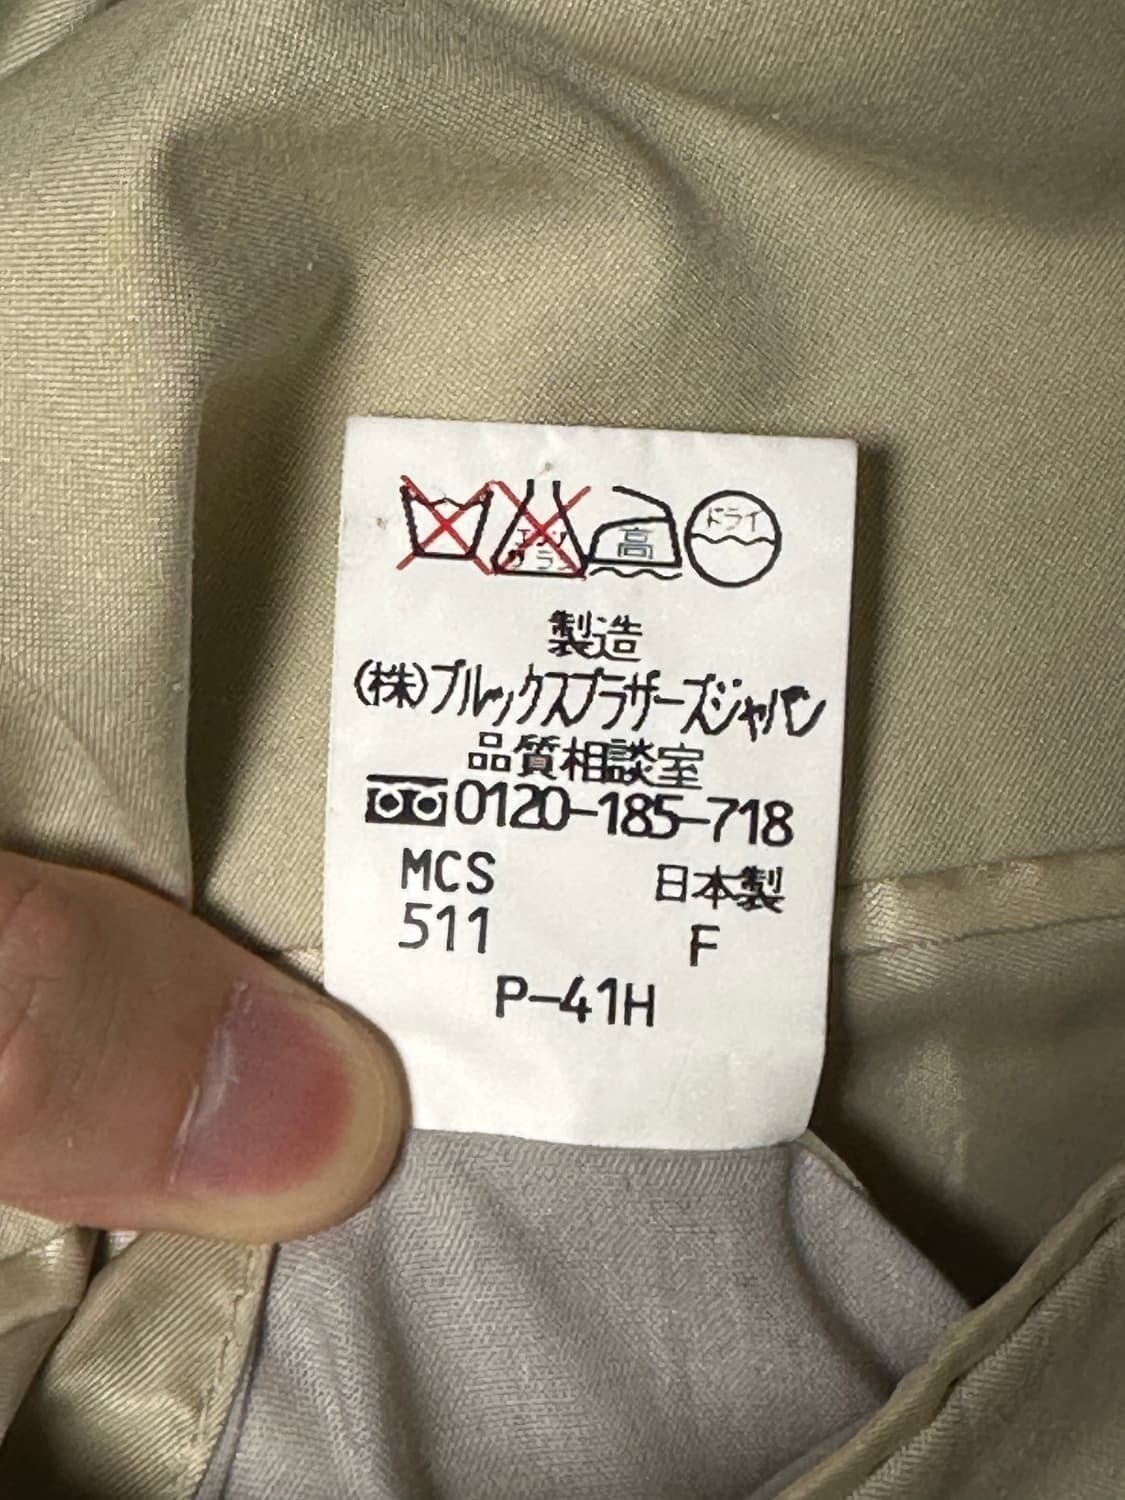 エンソ
サラシ
高
ドライ
製造
(株)ブルックスブラザーズジャパン
品質相談室
0120-185-718
MCS 日本製
511 F
P-41H